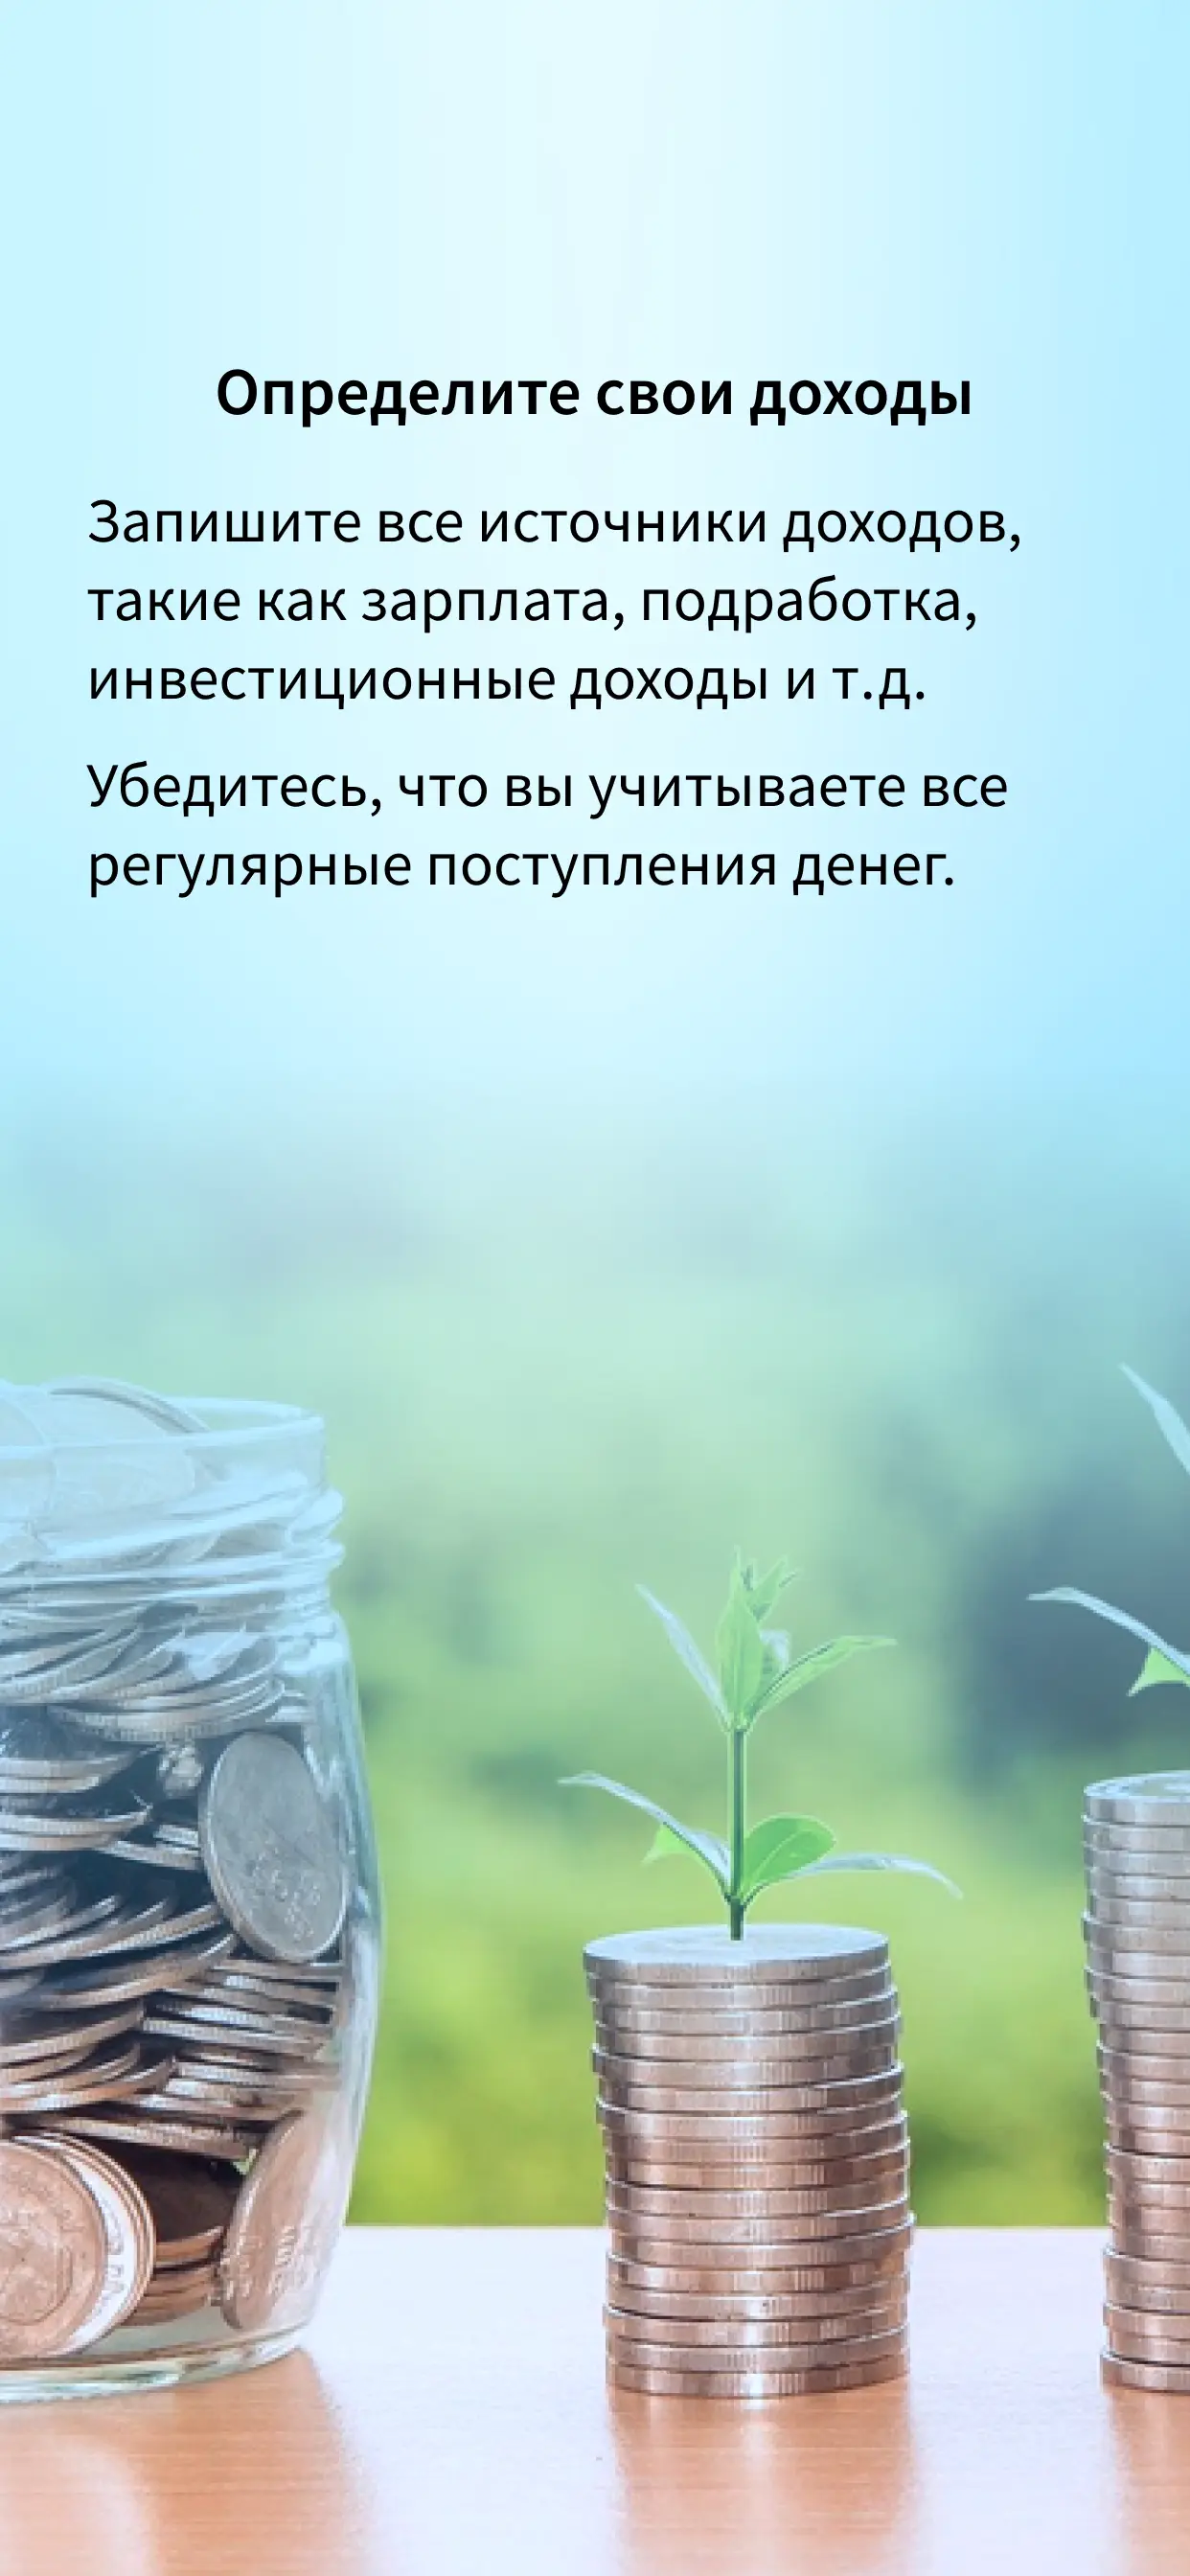 Определите свои доходы
Запишите все источники доходов,
такие как зарплата, подработка,
инвестиционные доходы и т.д.
Убедитесь, что вы учитываете все
регулярные поступления денег.